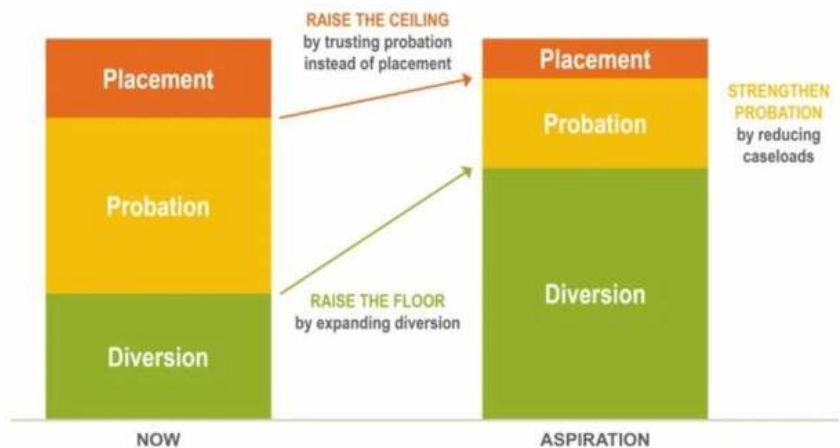 RAISE THE CEILING
by trusting probation
instead of placement
Placement
Probation
Diversion
NOW
RAISE THE FLOOR
by expanding diversion
Placement
Probation
Diversion
ASPIRATION
STRENGTHEN
PROBATION
by reducing
caseloads